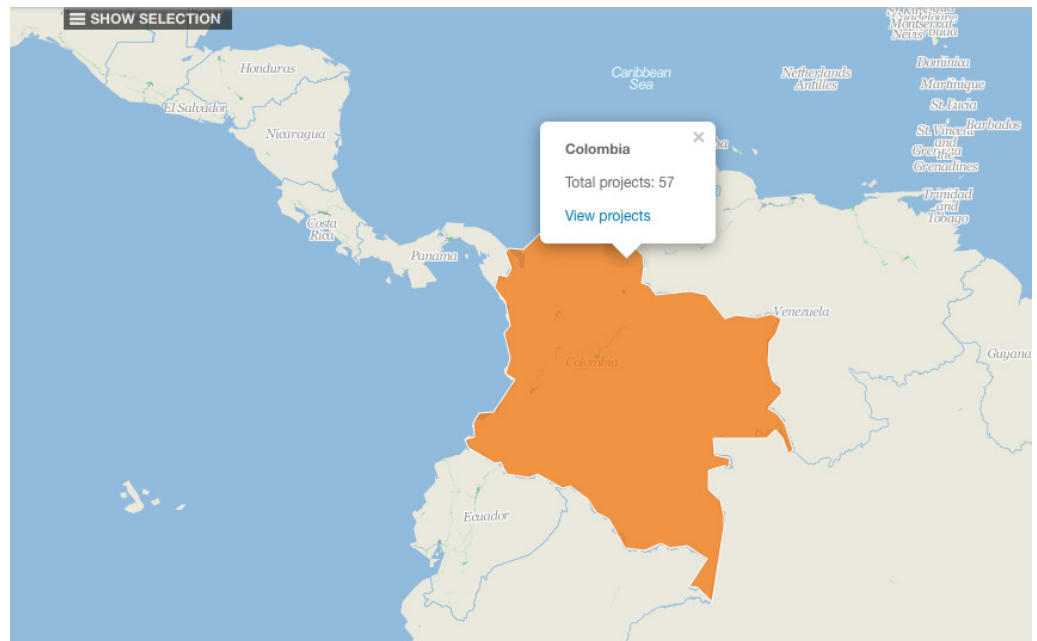 SHOW SELECTION
Honduras
El Salvador
Nicaragua
Costa
Rica
Panama
Caribbean
Sea
Netherlands
Antilles
Montserrat
Nevis
Dominica
Martinique
St. Lucia
Barbados
St. Vincent
and
the
Grenadines
Trinidad
and
Tobago
Colombia
×
Total projects: 57
View projects
Venezuela
Colombia
Guyana
Ecuador